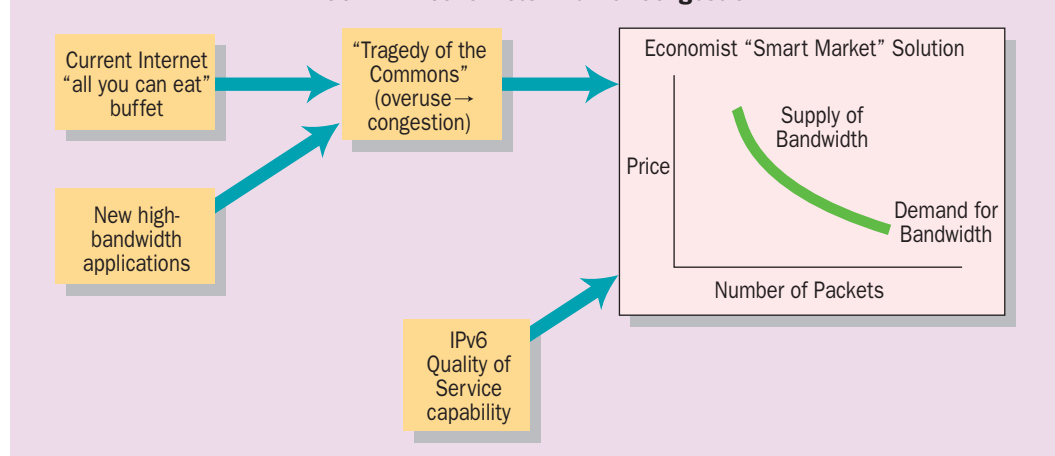 Current Internet
“all you can eat”
buffet
“Tragedy of the
Commons”
(overuse→
congestion)
New high-
bandwidth
applications
IPv6
Quality of
Service
capability
Economist “Smart Market” Solution
Supply of
Bandwidth
Price
Demand for
Bandwidth
Number of Packets